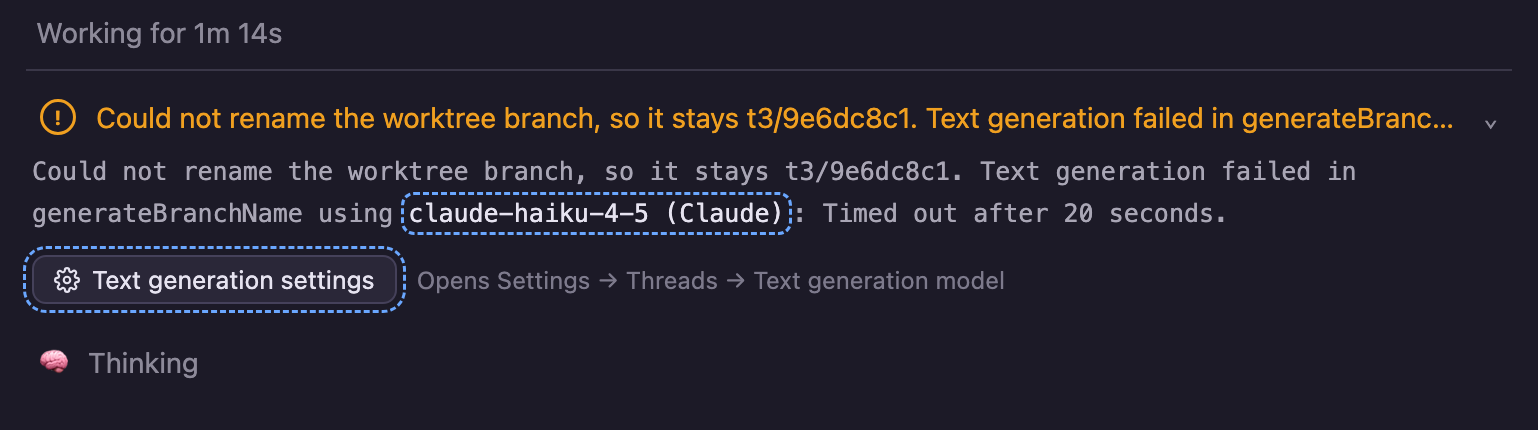 Working for 1m 14s
Could not rename the worktree branch, so it stays t3/9e6dc8c1. Text generation failed in generateBranc...
Could not rename the worktree branch, so it stays t3/9e6dc8c1. Text generation failed in
generateBranchName using claude-haiku-4-5 (Claude): Timed out after 20 seconds.
Text generation settings Opens Settings → Threads → Text generation model
Thinking